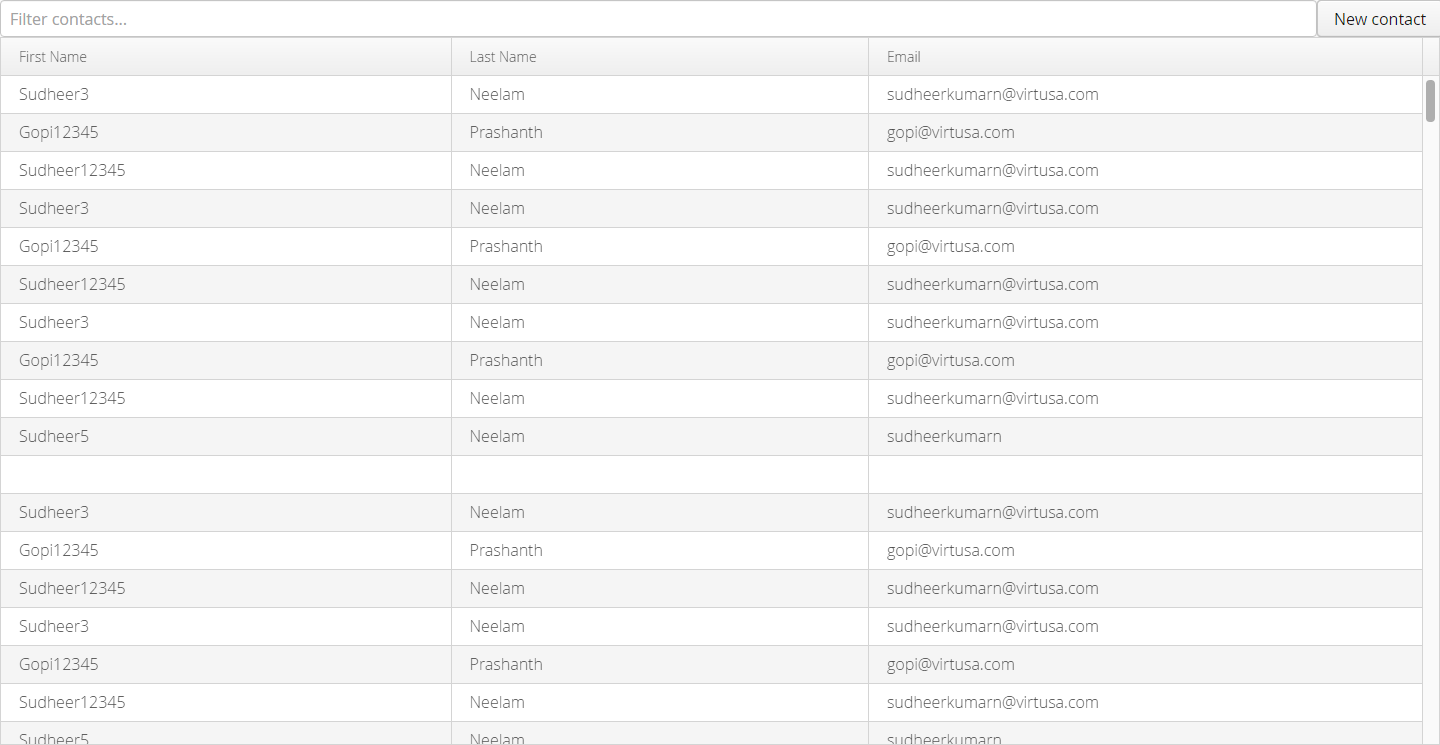 Filter contacts... New contact
First Name Last Name Email
Sudheer3 Neelam sudheerkumarn@virtusa.com
Gopi12345 Prashanth gopi@virtusa.com
Sudheer12345 Neelam sudheerkumarn@virtusa.com
Sudheer3 Neelam sudheerkumarn@virtusa.com
Gopi12345 Prashanth gopi@virtusa.com
Sudheer12345 Neelam sudheerkumarn@virtusa.com
Sudheer3 Neelam sudheerkumarn@virtusa.com
Gopi12345 Prashanth gopi@virtusa.com
Sudheer12345 Neelam sudheerkumarn@virtusa.com
Sudheer5 Neelam sudheerkumarn
Sudheer3 Neelam sudheerkumarn@virtusa.com
Gopi12345 Prashanth gopi@virtusa.com
Sudheer12345 Neelam sudheerkumarn@virtusa.com
Sudheer3 Neelam sudheerkumarn@virtusa.com
Gopi12345 Prashanth gopi@virtusa.com
Sudheer12345 Neelam sudheerkumarn@virtusa.com
Sudheer5 Neelam sudheerkumarn